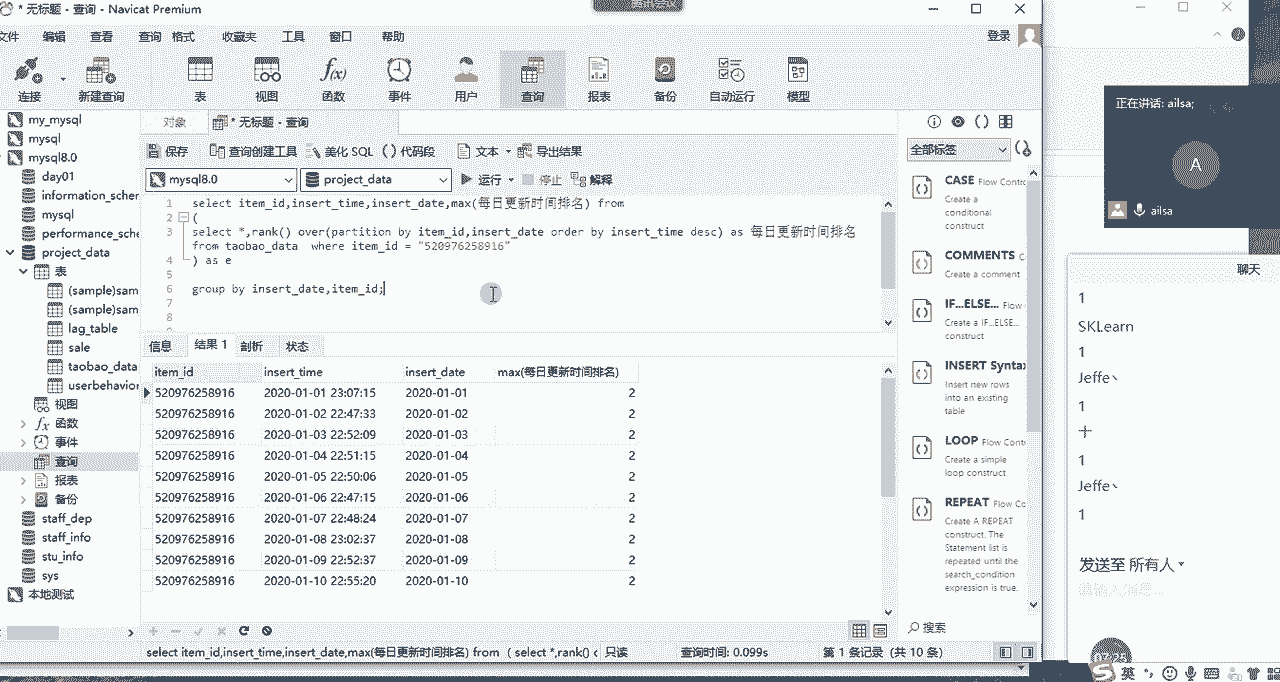 * 无标题 - 查询 - Navicat Premium
文件 编辑 查看 查询 格式 收藏夹 工具 窗口 帮助 登录
连接 新建查询 表 视图 函数 事件 用户 查询 报表 备份 自动运行 模型
对象 * 无标题 - 查询
保存 查询创建工具 美化 SQL () 代码段 文本 导出结果
mysql8.0 project_data 运行 停止 解释
my_mysql
mysql
mysql8.0
day01
information_scher
mysql
performance_sche
project_data
表
(sample)sam
(sample)sam
lag_table
sale
taobao_data
userbehavior
视图
函数
事件
查询
报表
备份
staff_dep
staff_info
stu_info
sys
本地测试
1 select item_id,insert_time,insert_date,max(每日更新时间排名) from
2 (
3 select *,rank() over(partition by item_id,insert_date order by insert_time desc) as 每日更新时间排名
from taobao_data where item_id = "520976258916"
4 ) as e
5
6 group by insert_date,item_id;
7
8
信息 结果 1 剖析 状态
item_id insert_time insert_date max(每日更新时间排名)
520976258916 2020-01-01 23:07:15 2020-01-01 2
520976258916 2020-01-02 22:47:33 2020-01-02 2
520976258916 2020-01-03 22:52:09 2020-01-03 2
520976258916 2020-01-04 22:51:15 2020-01-04 2
520976258916 2020-01-05 22:50:06 2020-01-05 2
520976258916 2020-01-06 22:47:15 2020-01-06 2
520976258916 2020-01-07 22:48:24 2020-01-07 2
520976258916 2020-01-08 23:02:37 2020-01-08 2
520976258916 2020-01-09 22:52:37 2020-01-09 2
520976258916 2020-01-10 22:55:20 2020-01-10 2
select item_id,insert_time,insert_date,max(每日更新时间排名) from ( select *,rank() 只读 查询时间: 0.099s 第 1 条记录 (共 10 条)
全部标签
CASE Flow Contr
Create a
conditional
construct
COMMENTS C
Create a comment
IF...ELSE... Flow
Create a IF...ELSE...
construct
INSERT Syntax
Insert new rows
into an existing
table
LOOP Flow Contr
Create a simple
loop construct
REPEAT Flow Co
Create A REPEAT
construct. The
Statement list is
repeated until the
search_condition
expression is true.
搜索
正在讲话: ailsa;
A
ailsa
聊天
1
SKLearn
1
Jeffe丶
1
十
1
Jeffe丶
1
发送至 所有人
英